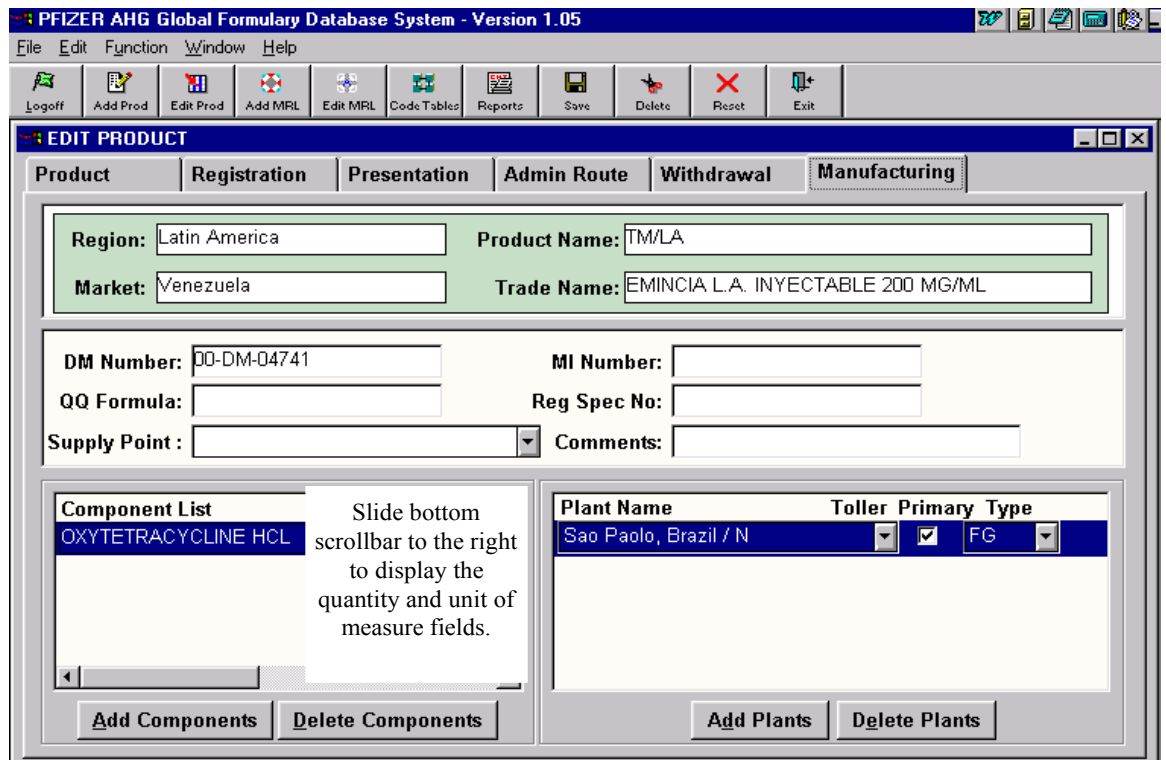 PFIZER AHG Global Formulary Database System - Version 1.05
File Edit Function Window Help
Logoff Add Prod Edit Prod Add MRL Edit MRL Code Tables Reports Save Delete Reset Exit
EDIT PRODUCT
Product Registration Presentation Admin Route Withdrawal Manufacturing
Region: Latin America Product Name: TM/LA
Market: Venezuela Trade Name: EMINCIA L.A. INYECTABLE 200 MG/ML
DM Number: 00-DM-04741 MI Number:
QQ Formula: Reg Spec No:
Supply Point : Comments:
Component List
OXYTETRACYCLINE HCL
Slide bottom
scrollbar to the right
to display the
quantity and unit of
measure fields.
Plant Name Toller Primary Type
Sao Paolo, Brazil / N FG
Add Components Delete Components Add Plants Delete Plants